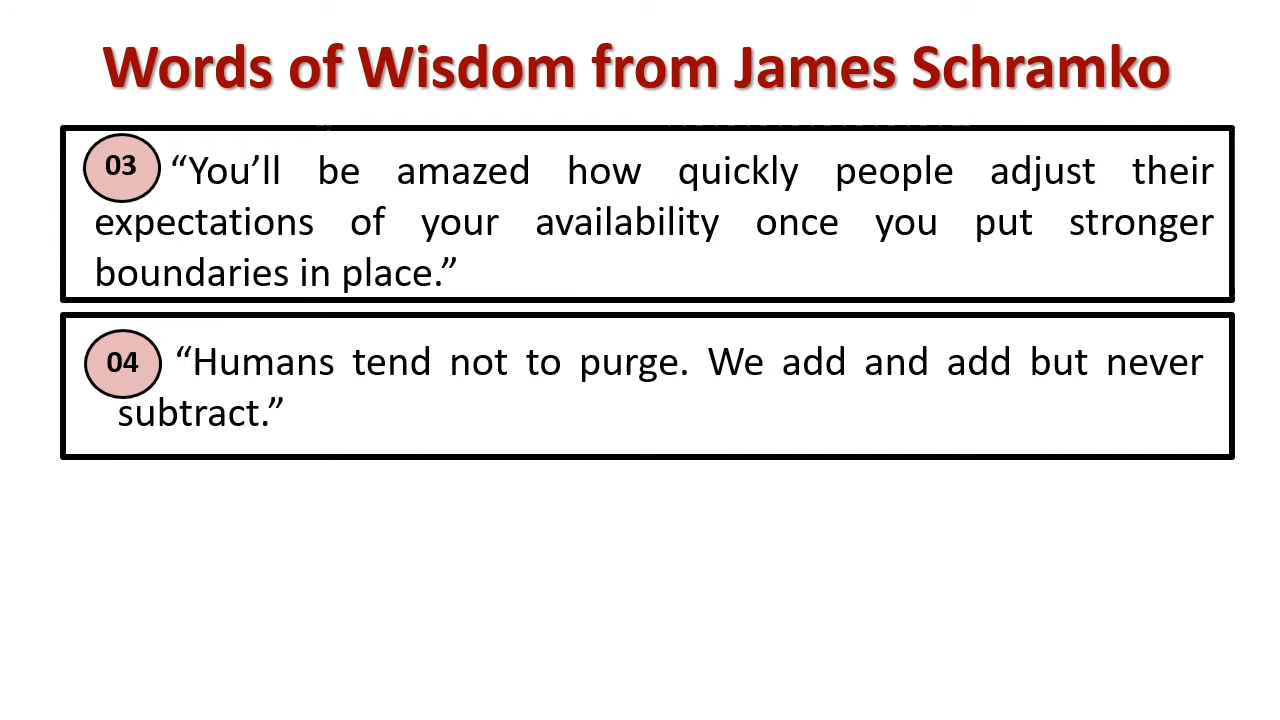 Words of Wisdom from James Schramko
03 “You’ll be amazed how quickly people adjust their
expectations of your availability once you put stronger
boundaries in place.”
04 “Humans tend not to purge. We add and add but never
subtract.”